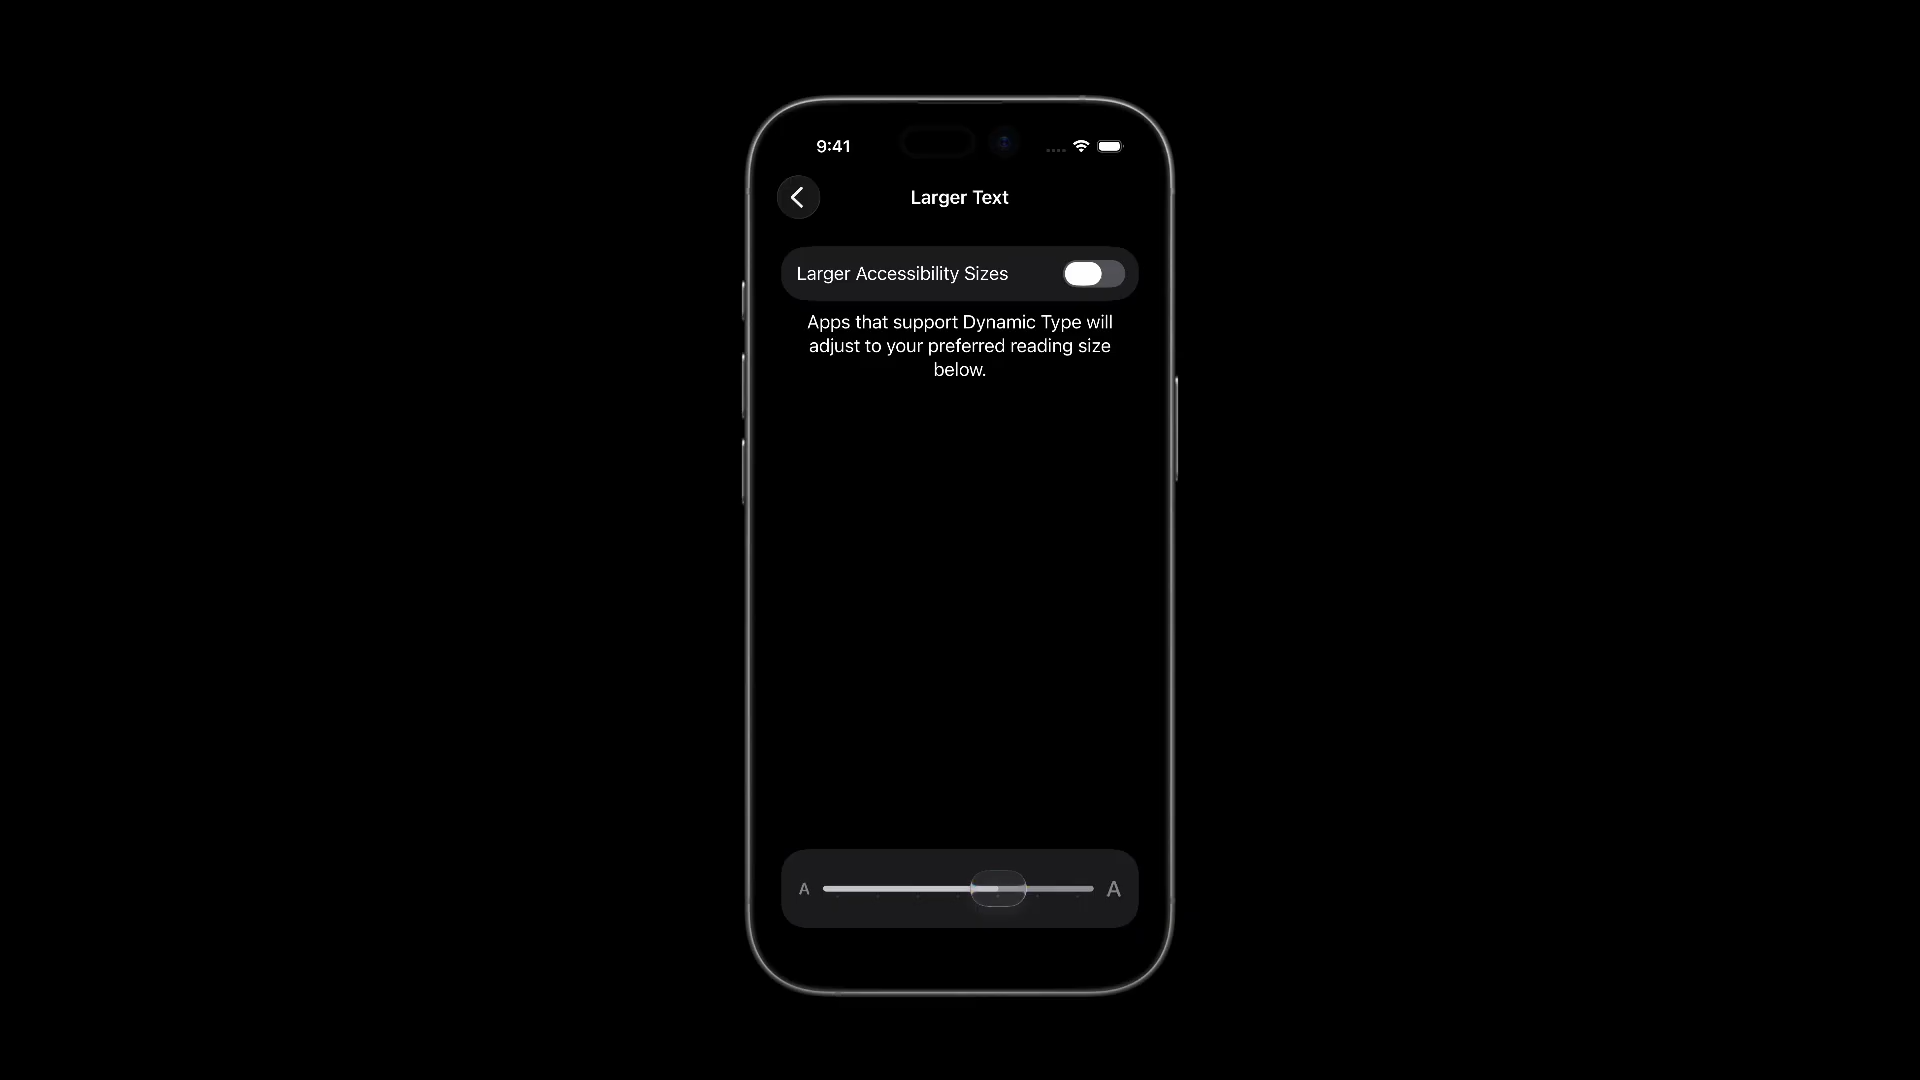 9:41
Larger Text
Larger Accessibility Sizes
Apps that support Dynamic Type will
adjust to your preferred reading size
below.
A A